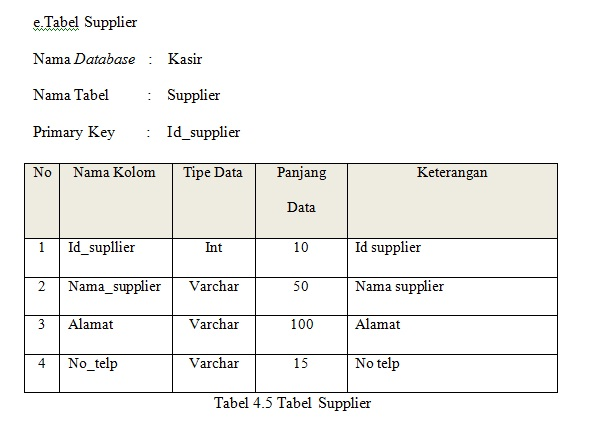 e.Tabel Supplier
Nama Database : Kasir
Nama Tabel : Supplier
Primary Key : Id_supplier
No Nama Kolom Tipe Data Panjang Data Keterangan
1 Id_supllier Int 10 Id supplier
2 Nama_supplier Varchar 50 Nama supplier
3 Alamat Varchar 100 Alamat
4 No_telp Varchar 15 No telp
Tabel 4.5 Tabel Supplier